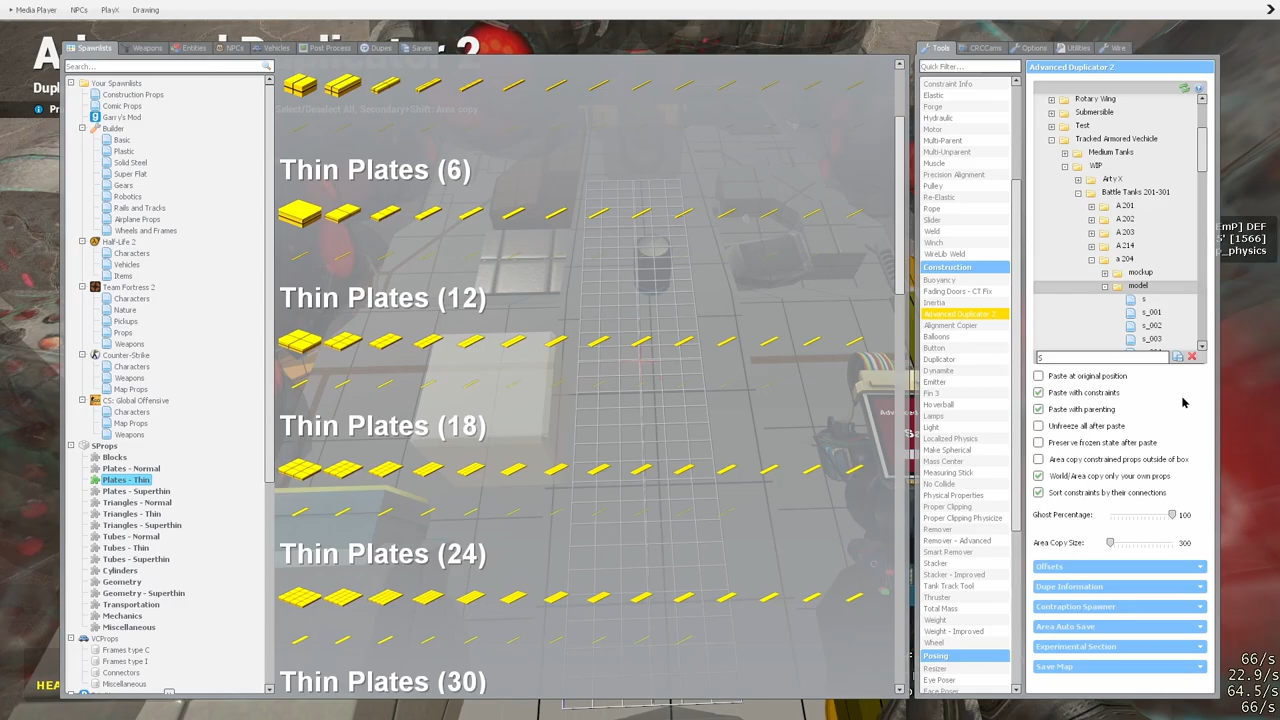 Media Player NPCs PlayX Drawing
Spawnlists Weapons Entities NPCs Vehicles Post Process Dupes Saves
Search...
Your Spawnlists
Construction Props
Comic Props
Garry's Mod
Builder
Basic
Plastic
Solid Steel
Super Flat
Gears
Robotics
Rails and Tracks
Airplane Props
Wheels and Frames
Half-Life 2
Characters
Vehicles
Items
Team Fortress 2
Characters
Nature
Pickups
Props
Weapons
Counter-Strike
Characters
Weapons
Map Props
CS: Global Offensive
Characters
Map Props
Weapons
SProps
Blocks
Plates - Normal
Plates - Thin
Plates - Superthin
Triangles - Normal
Triangles - Thin
Triangles - Superthin
Tubes - Normal
Tubes - Thin
Tubes - Superthin
Cylinders
Geometry
Geometry - Superthin
Transportation
Mechanics
Miscellaneous
VCProps
Frames type C
Frames type I
Connectors
Miscellaneous
Select/Deselect All, Secondary+Shift: Area copy
Thin Plates (6)
Thin Plates (12)
Thin Plates (18)
Thin Plates (24)
Thin Plates (30)
Tools CRCCams Options Utilities Wire
Quick Filter...
Constraint Info
Elastic
Forge
Hydraulic
Motor
Multi-Parent
Multi-Unparent
Muscle
Precision Alignment
Pulley
Re-Elastic
Rope
Slider
Weld
Winch
WireLib Weld
Construction
Buoyancy
Fading Doors - CT Fix
Inertia
Advanced Duplicator 2
Alignment Copier
Balloons
Button
Duplicator
Dynamite
Emitter
Fin 3
Hoverball
Lamps
Light
Localized Physics
Make Spherical
Mass Center
Measuring Stick
No Collide
Physical Properties
Proper Clipping
Proper Clipping Physicize
Remover
Remover - Advanced
Smart Remover
Stacker
Stacker - Improved
Tank Track Tool
Thruster
Total Mass
Weight
Weight - Improved
Wheel
Posing
Resizer
Eye Poser
Face Poser
Advanced Duplicator 2
Rotary Wing
Submersible
Test
Tracked Armored Vechicle
Medium Tanks
WIP
Arty X
Battle Tanks 201-301
A 201
A 202
A 203
A 214
a 204
mockup
model
s
s_001
s_002
s_003
s
Paste at original position
Paste with constraints
Paste with parenting
Unfreeze all after paste
Preserve frozen state after paste
Area copy constrained props outside of box
World/Area copy only your own props
Sort constraints by their connections
Ghost Percentage: 100
Area Copy Size: 300
Offsets
Dupe Information
Contraption Spawner
Area Auto Save
Experimental Section
Save Map
EmP] DEF
S' [1566]
p_physics
66/s
22.9/s
64.5/s
66/s